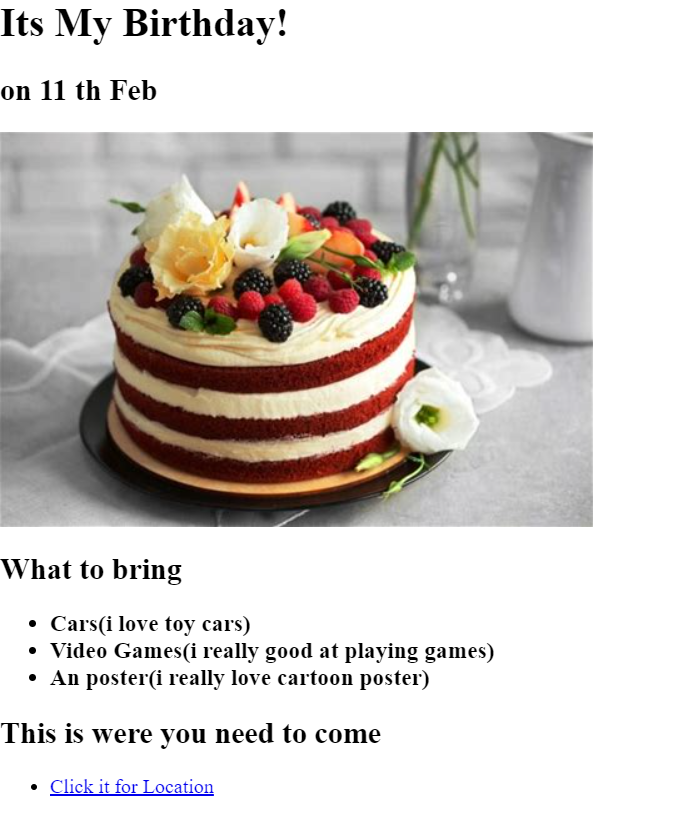 Its My Birthday!
on 11 th Feb
What to bring
Cars(i love toy cars)
Video Games(i really good at playing games)
An poster(i really love cartoon poster)
This is were you need to come
Click it for Location